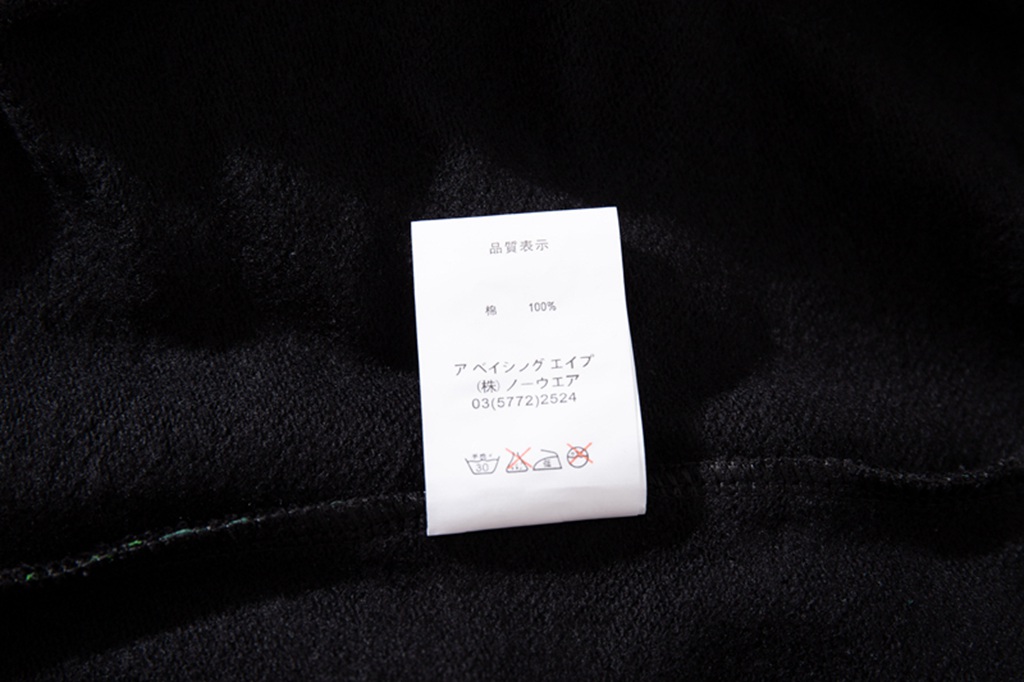 品質表示
棉 100%
ア ベイシング エイプ
(株) ノーウエア
03(5772)2524
30